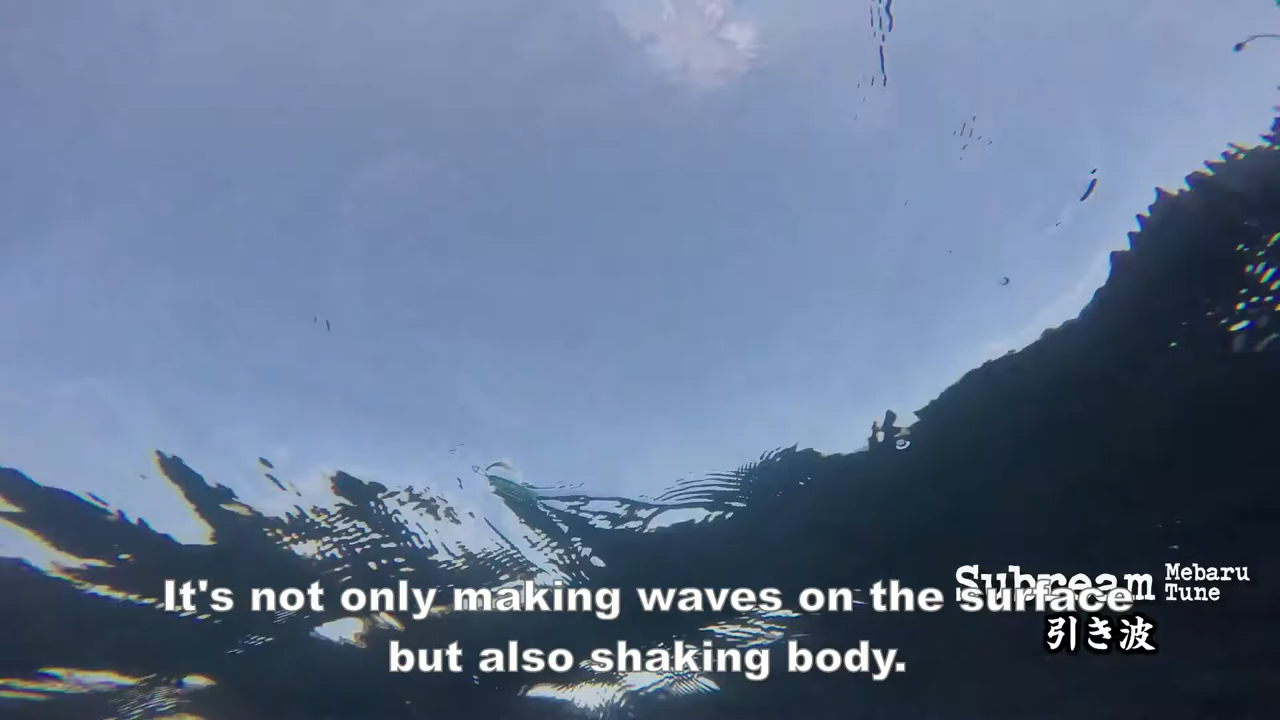 Subream Mebaru
Tune
引き波
It's not only making waves on the surface
but also shaking body.